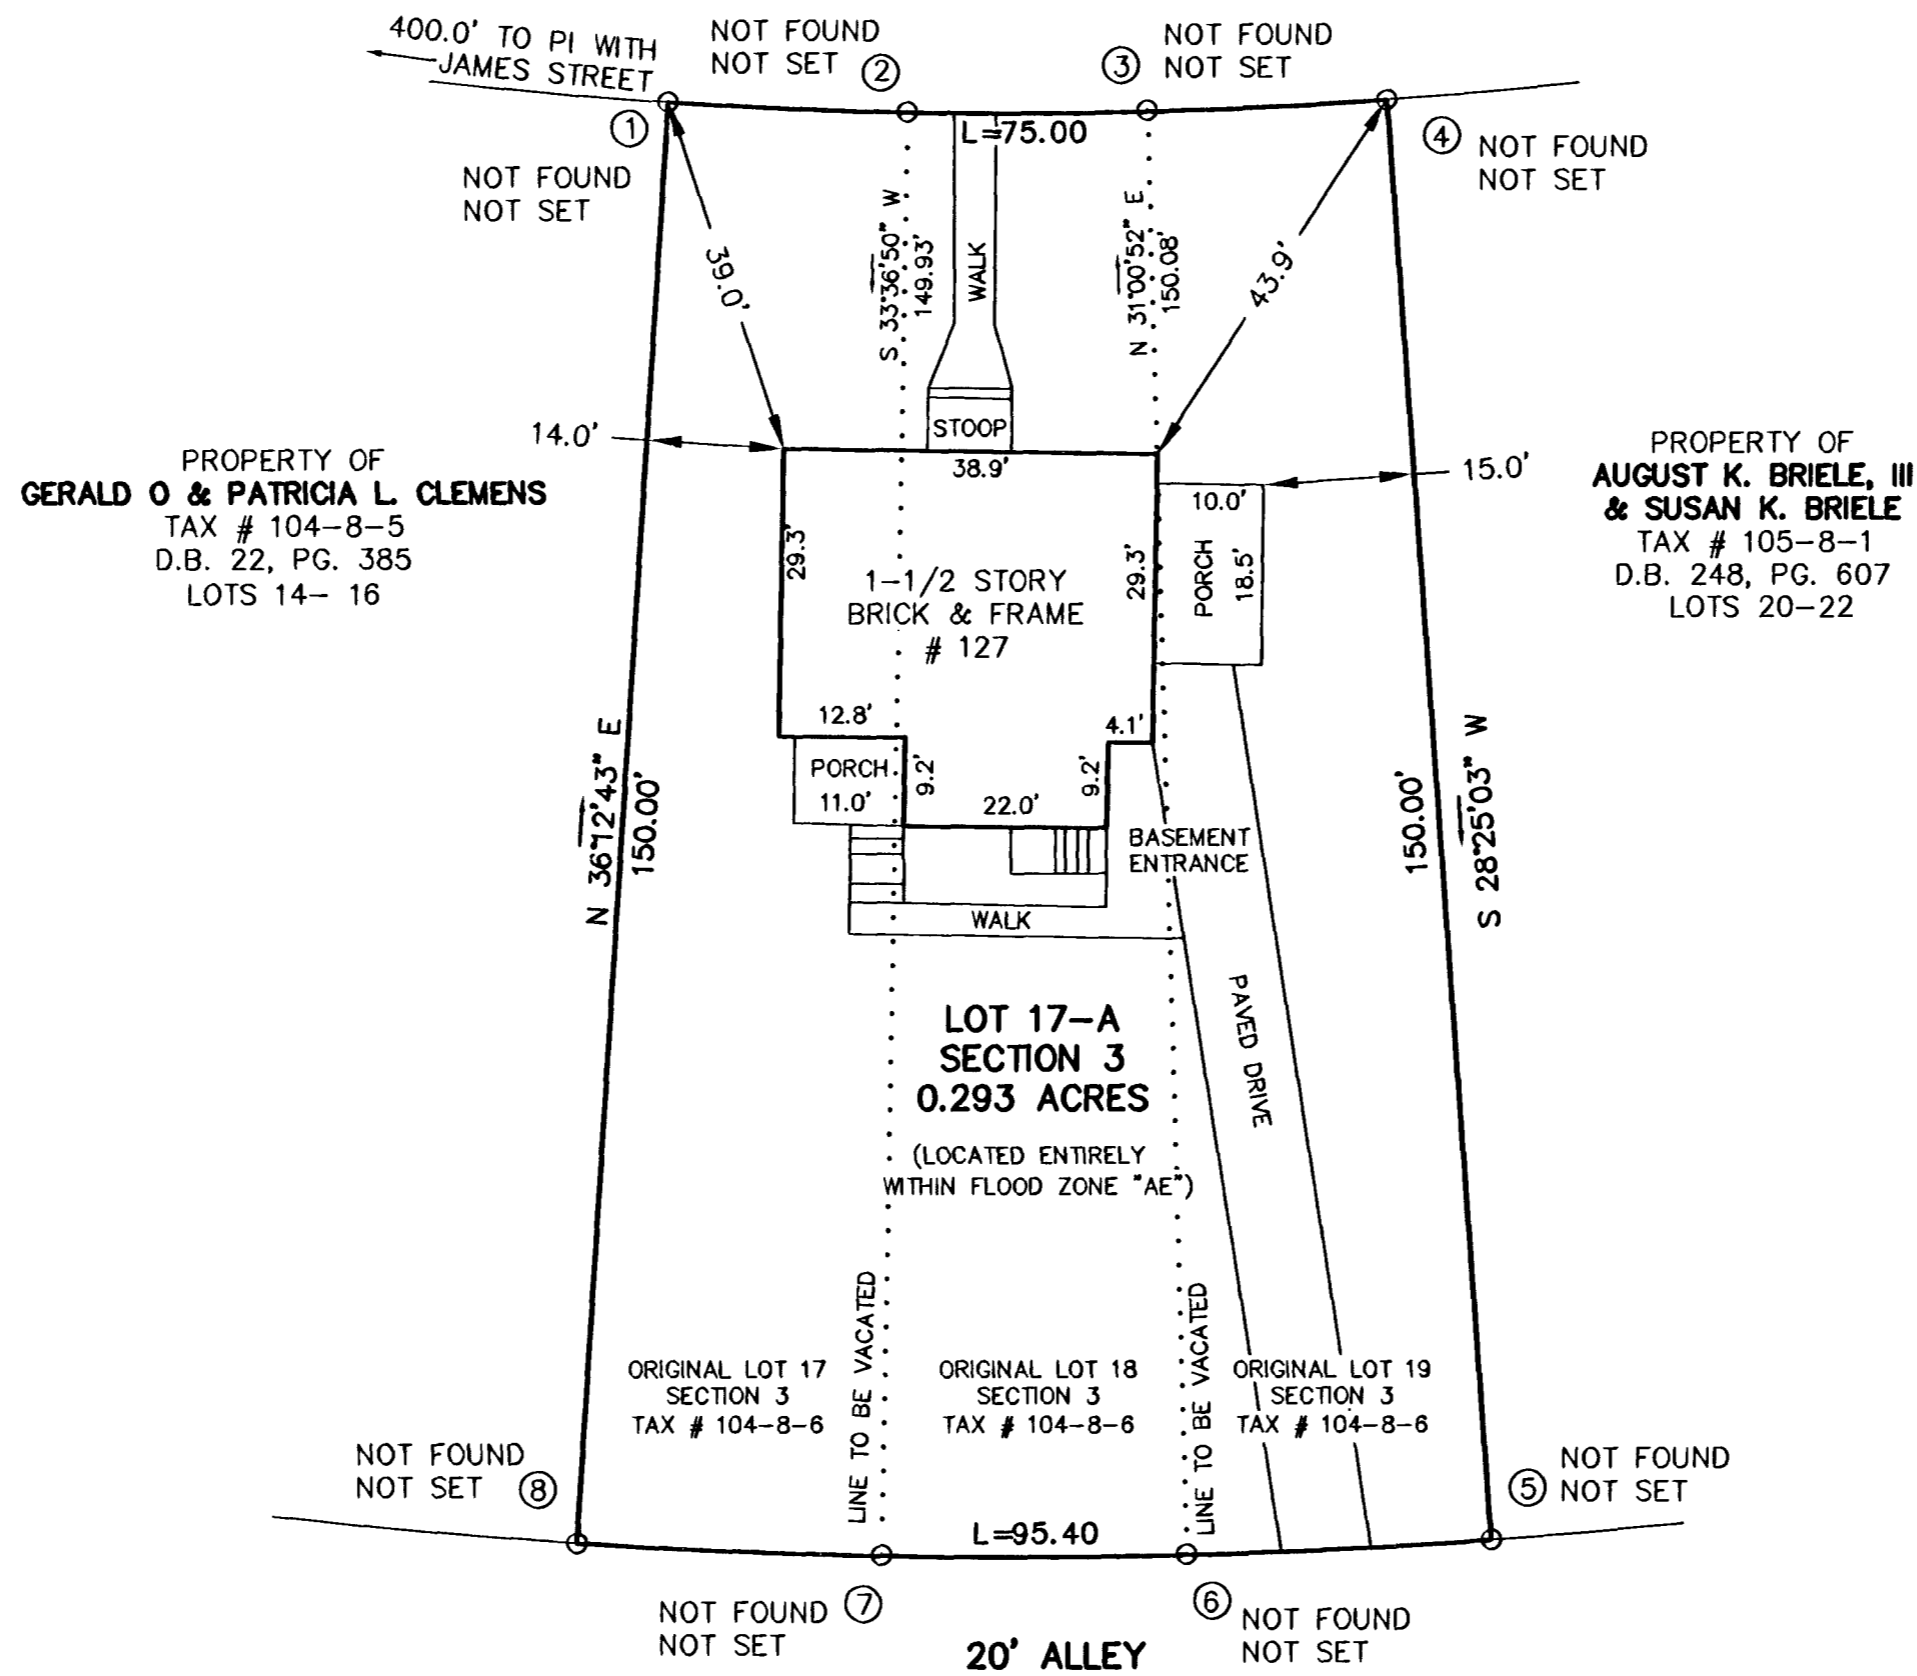 400.0' TO PI WITH
JAMES STREET
NOT FOUND
NOT SET
2
3
NOT FOUND
NOT SET
1
NOT FOUND
NOT SET
L=75.00
4
NOT FOUND
NOT SET
39.0'
S 33°36'50" W
149.93'
WALK
N 31°00'52" E
150.08'
43.9'
14.0'
STOOP
38.9'
15.0'
PROPERTY OF
GERALD O & PATRICIA L. CLEMENS
TAX # 104-8-5
D.B. 22, PG. 385
LOTS 14- 16
PROPERTY OF
AUGUST K. BRIELE, III
& SUSAN K. BRIELE
TAX # 105-8-1
D.B. 248, PG. 607
LOTS 20-22
29.3'
1-1/2 STORY
BRICK & FRAME
# 127
29.3'
10.0'
PORCH
18.5'
12.8'
4.1'
PORCH
11.0'
9.2'
22.0'
9.2'
BASEMENT
ENTRANCE
WALK
N 36°12'43" E
150.00'
150.00'
S 28°25'03" W
LOT 17-A
SECTION 3
0.293 ACRES
(LOCATED ENTIRELY
WITHIN FLOOD ZONE "AE")
PAVED DRIVE
LINE TO BE VACATED
LINE TO BE VACATED
ORIGINAL LOT 17
SECTION 3
TAX # 104-8-6
ORIGINAL LOT 18
SECTION 3
TAX # 104-8-6
ORIGINAL LOT 19
SECTION 3
TAX # 104-8-6
NOT FOUND
NOT SET
8
5
NOT FOUND
NOT SET
L=95.40
NOT FOUND
NOT SET
7
6
NOT FOUND
NOT SET
20' ALLEY